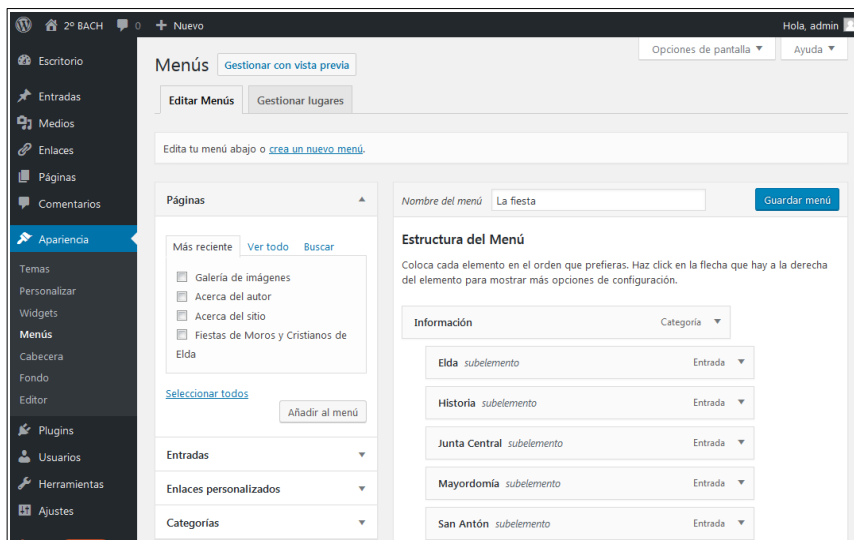 2º BACH 0 + Nuevo Hola, admin
Opciones de pantalla ▼ Ayuda ▼
Escritorio
Entradas
Medios
Enlaces
Páginas
Comentarios
Apariencia
Temas
Personalizar
Widgets
Menús
Cabecera
Fondo
Editor
Plugins
Usuarios
Herramientas
Ajustes
Menús Gestionar con vista previa
Editar Menús Gestionar lugares
Edita tu menú abajo o crea un nuevo menú.
Páginas
Más reciente Ver todo Buscar
Galería de imágenes
Acerca del autor
Acerca del sitio
Fiestas de Moros y Cristianos de
Elda
Seleccionar todos
Añadir al menú
Entradas
Enlaces personalizados
Categorías
Nombre del menú La fiesta Guardar menú
Estructura del Menú
Coloca cada elemento en el orden que prefieras. Haz click en la flecha que hay a la derecha
del elemento para mostrar más opciones de configuración.
Información Categoría ▼
Elda subelemento Entrada ▼
Historia subelemento Entrada ▼
Junta Central subelemento Entrada ▼
Mayordomía subelemento Entrada ▼
San Antón subelemento Entrada ▼